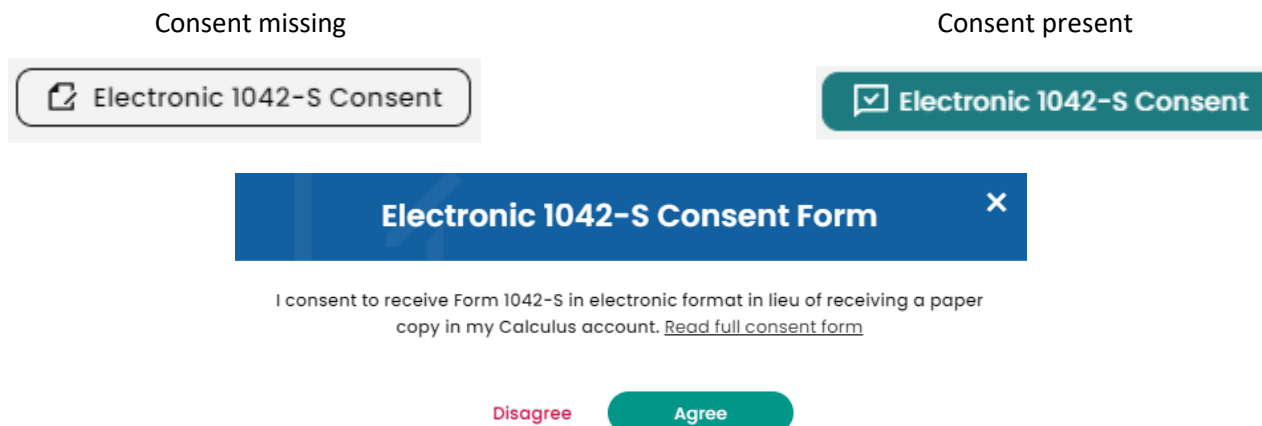 Consent missing
Consent present
Electronic 1042-S Consent
Electronic 1042-S Consent
Electronic 1042-S Consent Form
I consent to receive Form 1042-S in electronic format in lieu of receiving a paper
copy in my Calculus account. Read full consent form
Disagree
Agree